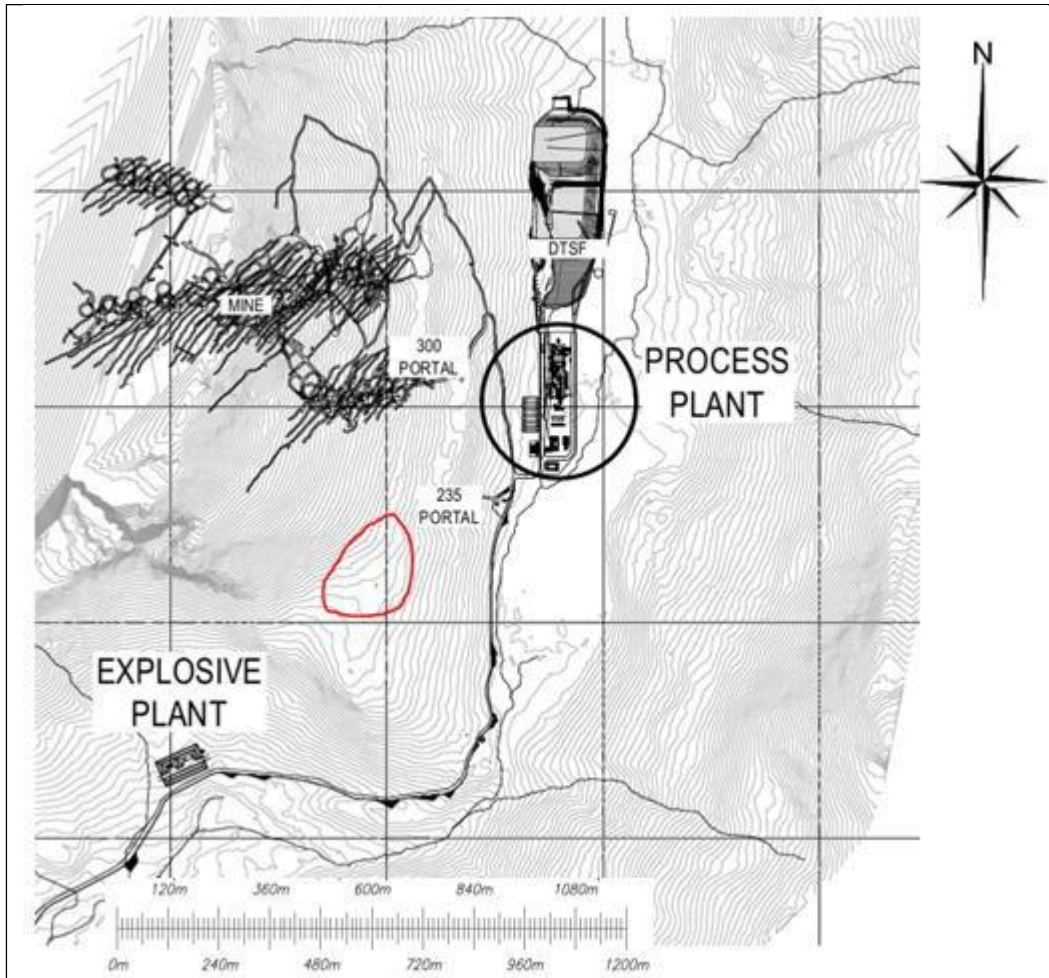 N
DTSF
MINE
300
PORTAL
PROCESS
PLANT
235
PORTAL
EXPLOSIVE
PLANT
120m 360m 600m 840m 1080m
0m 240m 480m 720m 960m 1200m